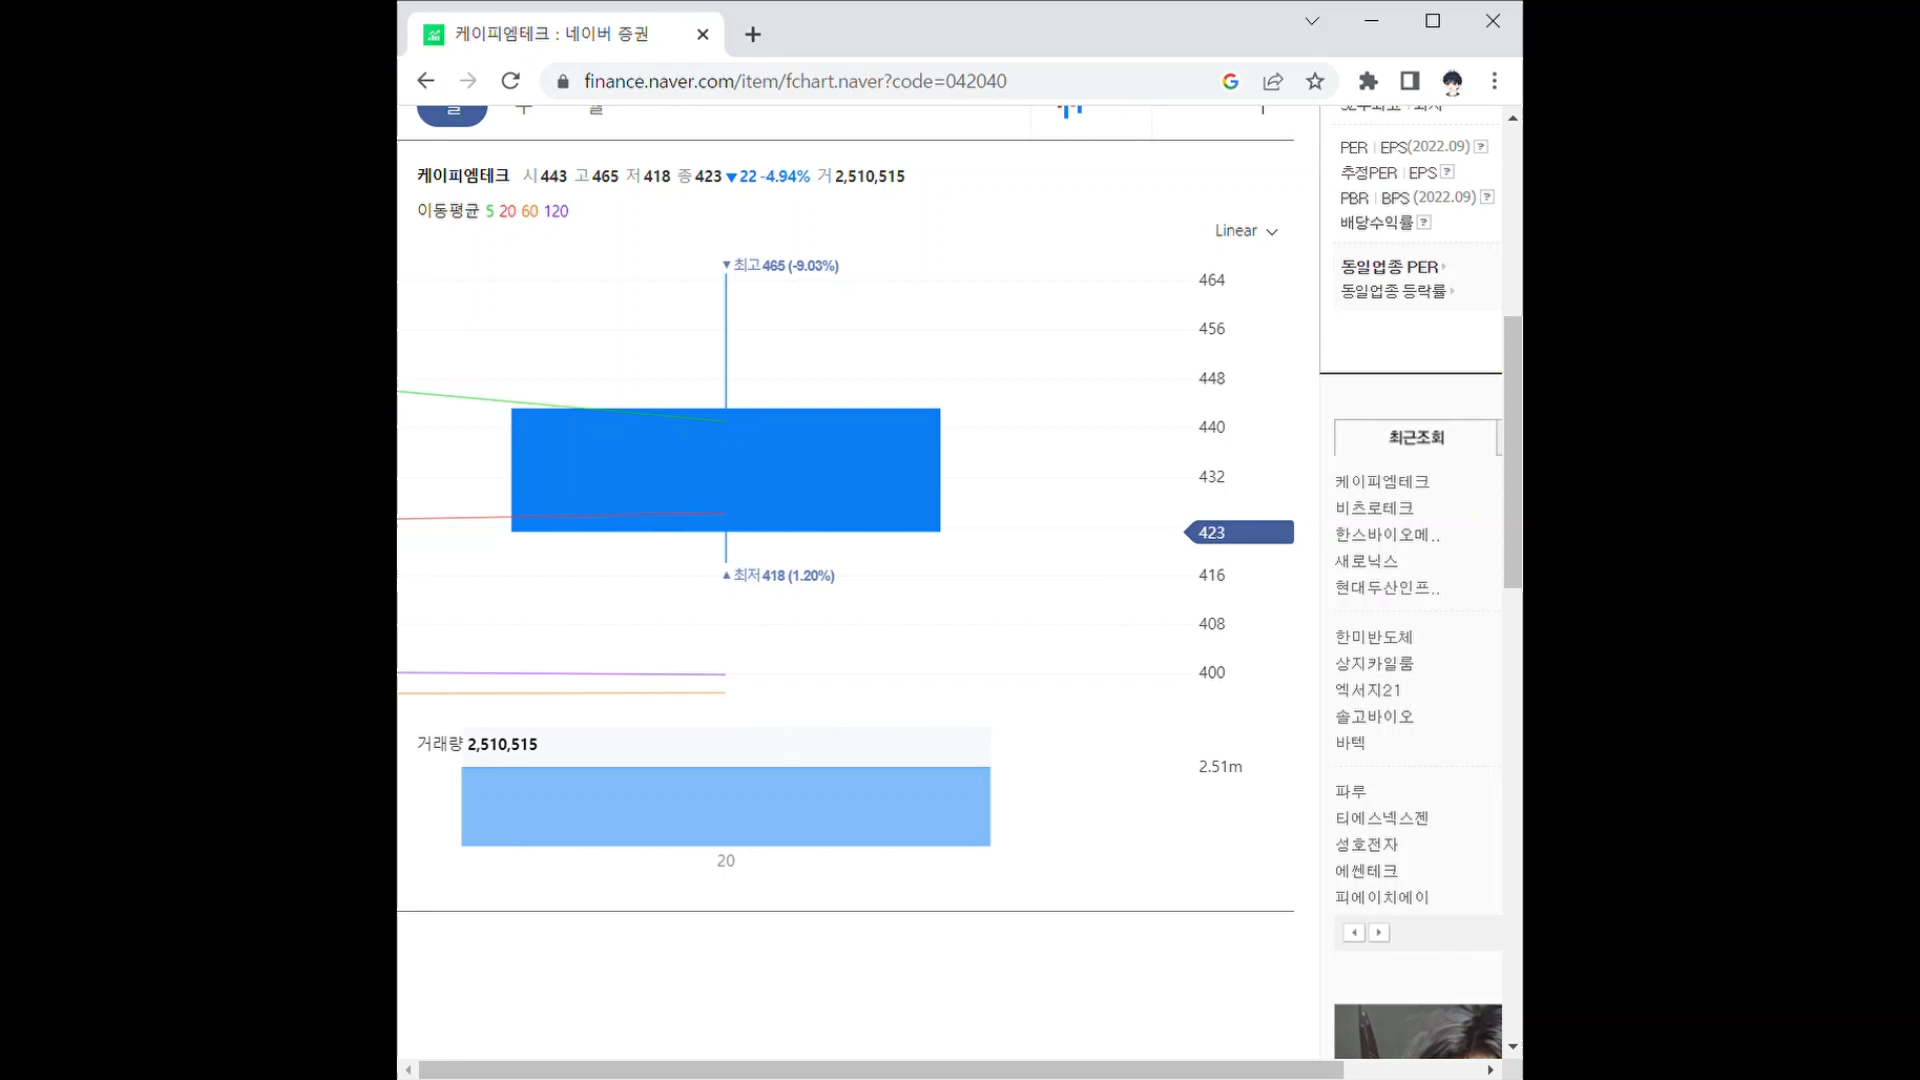 케이피엠테크 : 네이버 증권
finance.naver.com/item/fchart.naver?code=042040
케이피엠테크 시 443 고 465 저 418 종 423 ▼22 -4.94% 거 2,510,515
이동평균 5 20 60 120
Linear
▼최고 465 (-9.03%)
464
456
448
440
432
423
▲최저 418 (1.20%)
416
408
400
거래량 2,510,515
2.51m
20
PER | EPS(2022.09) ?
추정PER | EPS ?
PBR | BPS (2022.09) ?
배당수익률 ?
동일업종 PER
동일업종 등락률
최근조회
케이피엠테크
비츠로테크
한스바이오메..
새로닉스
현대두산인프..
한미반도체
상지카일룸
엑서지21
솔고바이오
바텍
파루
티에스넥스젠
성호전자
에쎈테크
피에이치에이